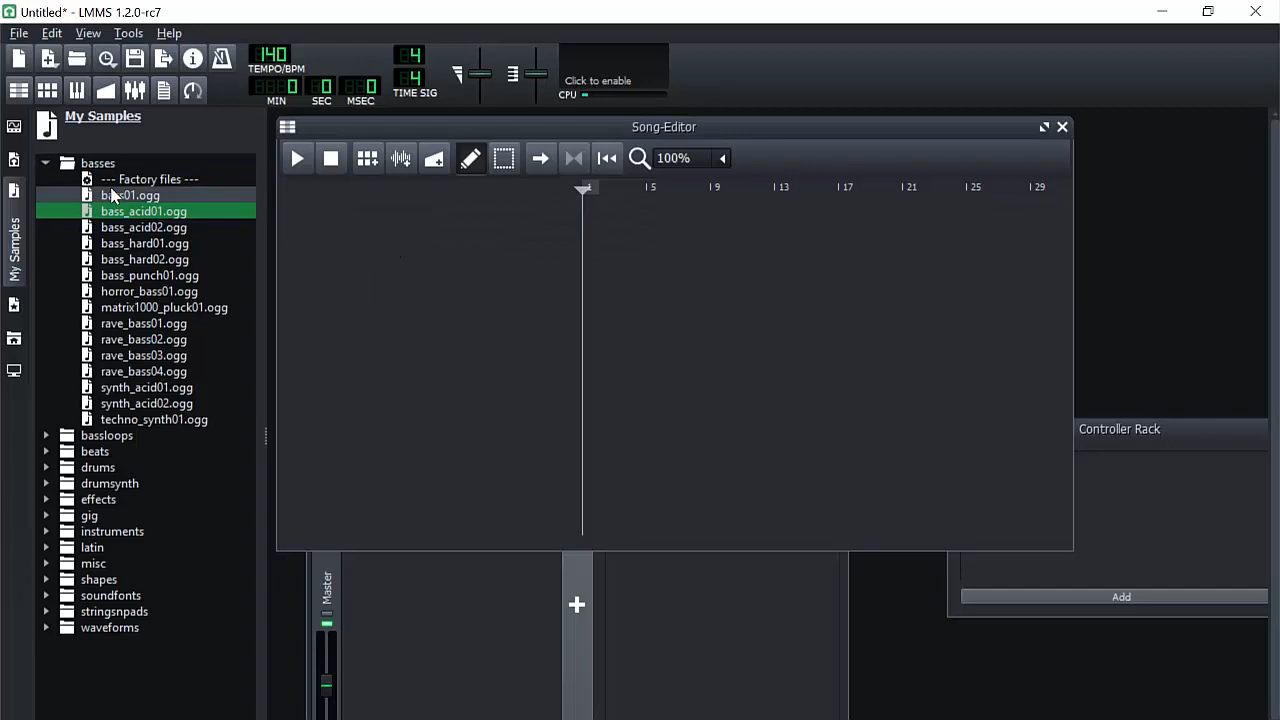 Untitled* - LMMS 1.2.0-rc7
File Edit View Tools Help
140
TEMPO/BPM
4
4
TIME SIG
0 0 0
MIN SEC MSEC
Click to enable
CPU
My Samples
My Samples
basses
--- Factory files ---
bass01.ogg
bass_acid01.ogg
bass_acid02.ogg
bass_hard01.ogg
bass_hard02.ogg
bass_punch01.ogg
horror_bass01.ogg
matrix1000_pluck01.ogg
rave_bass01.ogg
rave_bass02.ogg
rave_bass03.ogg
rave_bass04.ogg
synth_acid01.ogg
synth_acid02.ogg
techno_synth01.ogg
bassloops
beats
drums
drumsynth
effects
gig
instruments
latin
misc
shapes
soundfonts
stringsnpads
waveforms
Song-Editor
100%
1 5 9 13 17 21 25 29
Controller Rack
Add
Master